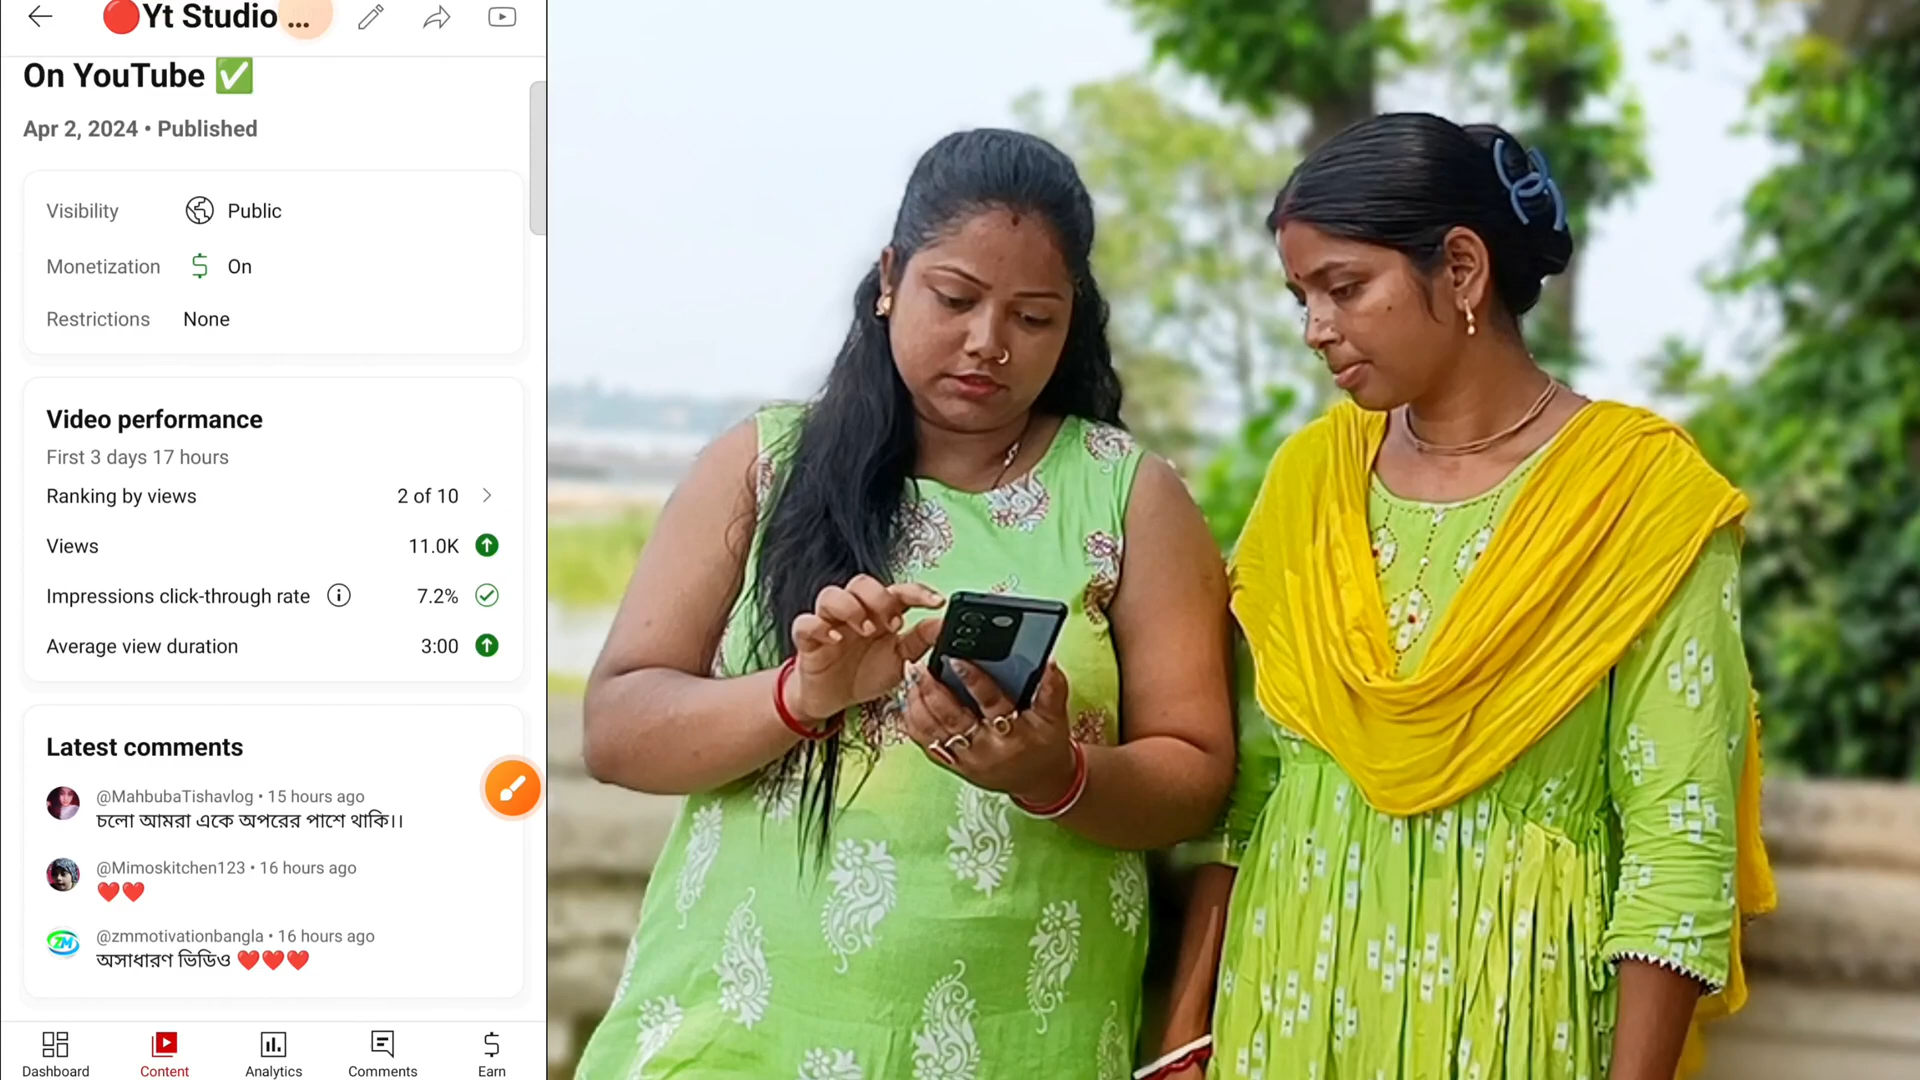 🔴Yt Studio ...
On YouTube ✅
Apr 2, 2024 • Published
Visibility Public
Monetization On
Restrictions None
Video performance
First 3 days 17 hours
Ranking by views 2 of 10
Views 11.0K
Impressions click-through rate 7.2%
Average view duration 3:00
Latest comments
@MahbubaTishavlog • 15 hours ago
চলো আমরা একে অপরের পাশে থাকি।।
@Mimoskitchen123 • 16 hours ago
❤️❤️
@zmmotivationbangla • 16 hours ago
ZM
অসাধারণ ভিডিও ❤️❤️❤️
Dashboard Content Analytics Comments Earn